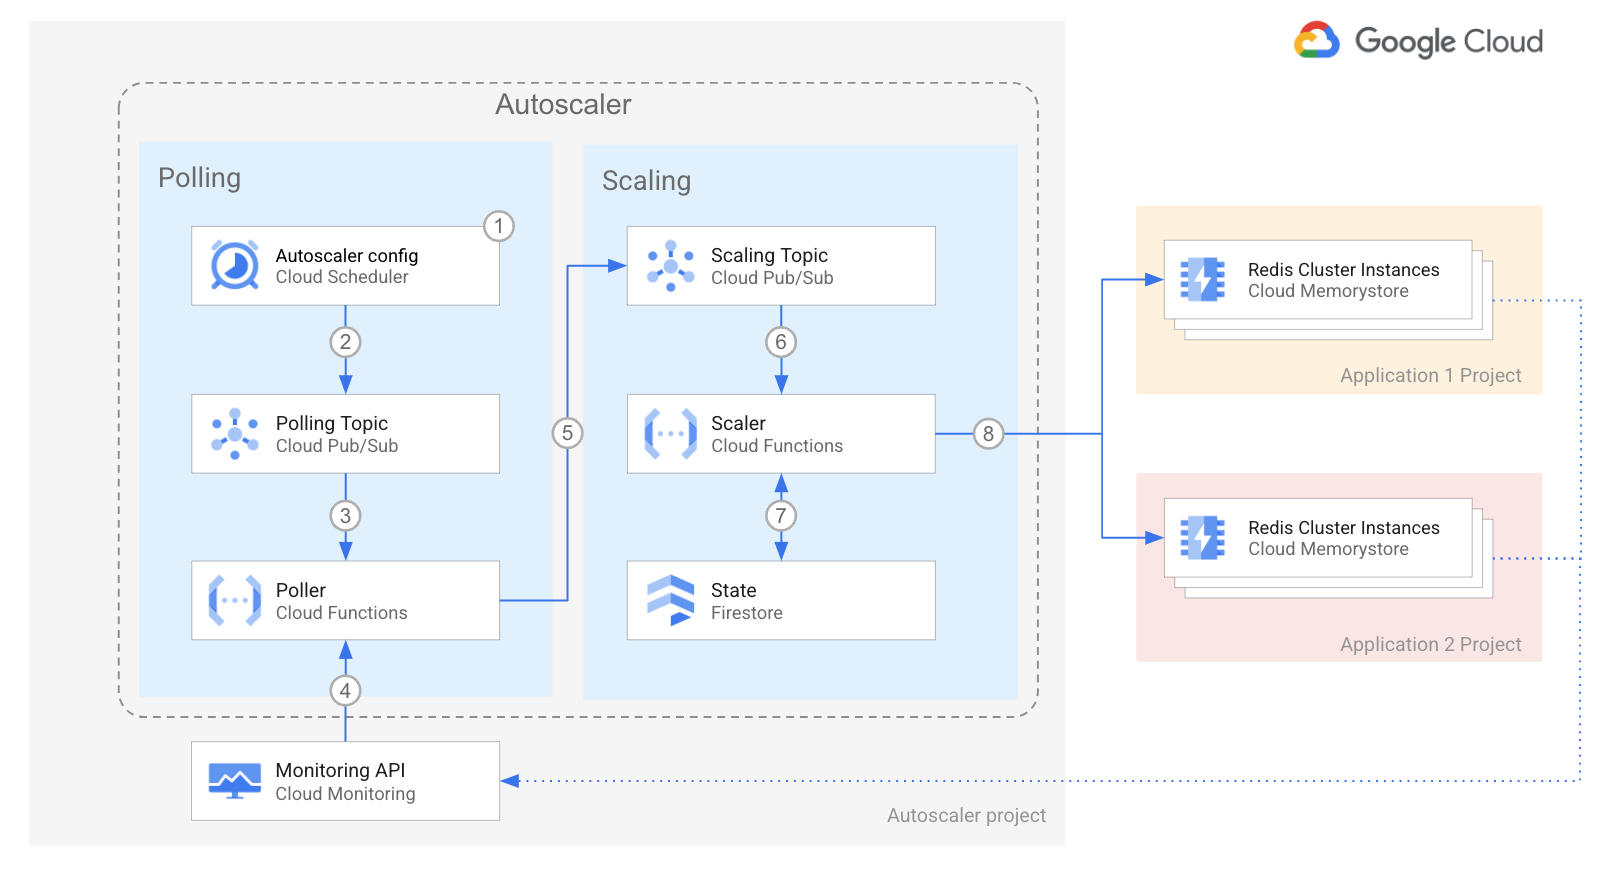 Google Cloud
Autoscaler
Polling
1
Autoscaler config
Cloud Scheduler
2
Polling Topic
Cloud Pub/Sub
3
Poller
Cloud Functions
4
Monitoring API
Cloud Monitoring
5
Scaling
Scaling Topic
Cloud Pub/Sub
6
Scaler
Cloud Functions
7
State
Firestore
8
Redis Cluster Instances
Cloud Memorystore
Application 1 Project
Redis Cluster Instances
Cloud Memorystore
Application 2 Project
Autoscaler project